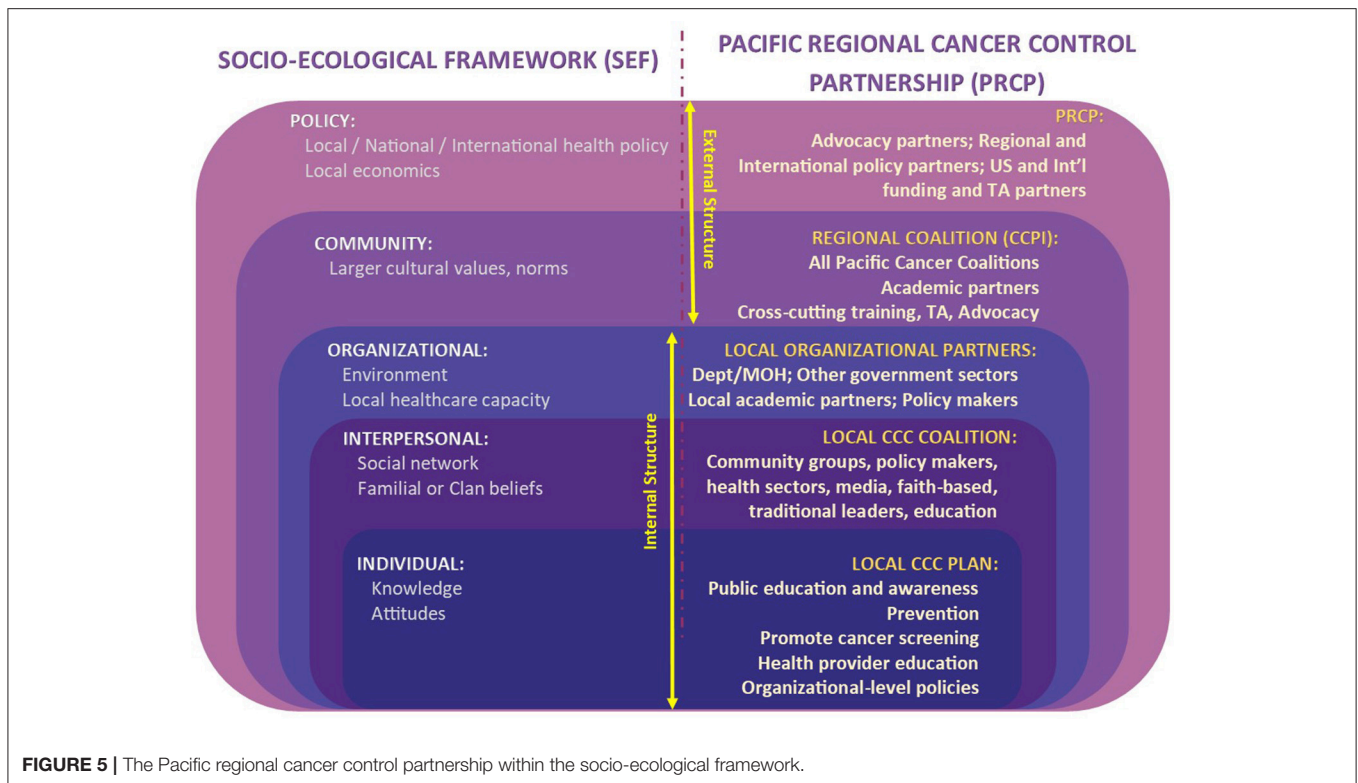 SOCIO-ECOLOGICAL FRAMEWORK (SEF)
PACIFIC REGIONAL CANCER CONTROL
PARTNERSHIP (PRCP)
POLICY:
Local / National / International health policy
Local economics
PRCP:
Advocacy partners; Regional and
International policy partners; US and Int'l
funding and TA partners
External Structure
COMMUNITY:
Larger cultural values, norms
REGIONAL COALITION (CCPI):
All Pacific Cancer Coalitions
Academic partners
Cross-cutting training, TA, Advocacy
ORGANIZATIONAL:
Environment
Local healthcare capacity
LOCAL ORGANIZATIONAL PARTNERS:
Dept/MOH; Other government sectors
Local academic partners; Policy makers
Internal Structure
INTERPERSONAL:
Social network
Familial or Clan beliefs
LOCAL CCC COALITION:
Community groups, policy makers,
health sectors, media, faith-based,
traditional leaders, education
INDIVIDUAL:
Knowledge
Attitudes
LOCAL CCC PLAN:
Public education and awareness
Prevention
Promote cancer screening
Health provider education
Organizational-level policies
FIGURE 5 | The Pacific regional cancer control partnership within the socio-ecological framework.